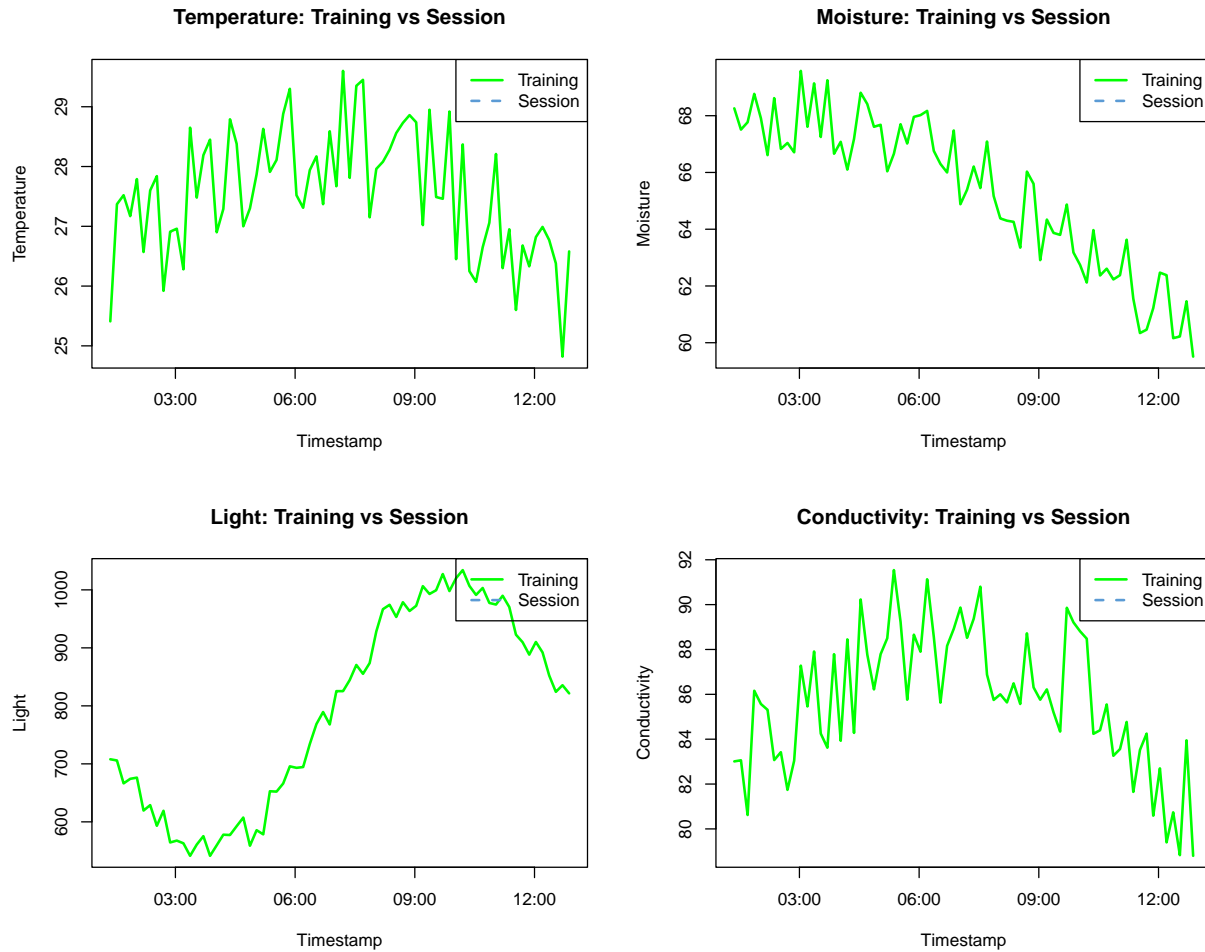 Temperature: Training vs Session
Training
Session
29
28
27
26
25
Temperature
03:00
06:00
09:00
12:00
Timestamp
Moisture: Training vs Session
Training
Session
68
66
64
62
60
Moisture
03:00
06:00
09:00
12:00
Timestamp
Light: Training vs Session
Training
Session
1000
900
800
700
600
Light
03:00
06:00
09:00
12:00
Timestamp
Conductivity: Training vs Session
Training
Session
92
90
88
86
84
82
80
Conductivity
03:00
06:00
09:00
12:00
Timestamp